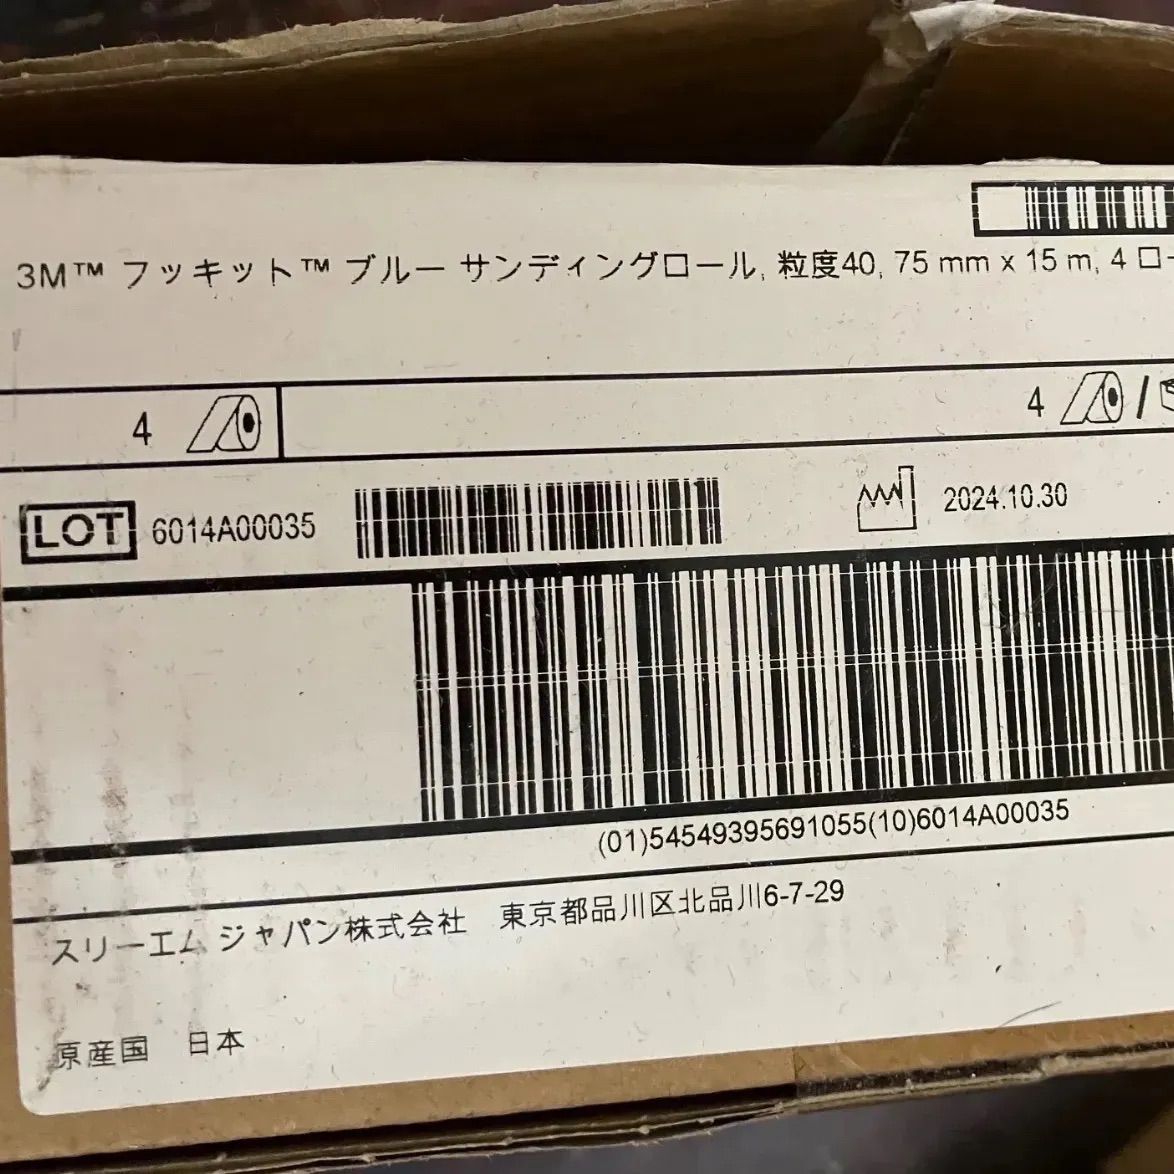 3M™ フッキット™ ブルー サンディングロール, 粒度40, 75 mm x 15 m, 4 ロー
4
4 /
LOT 6014A00035
2024.10.30
(01)54549395691055(10)6014A00035
スリーエム ジャパン株式会社 東京都品川区北品川6-7-29
原産国 日本